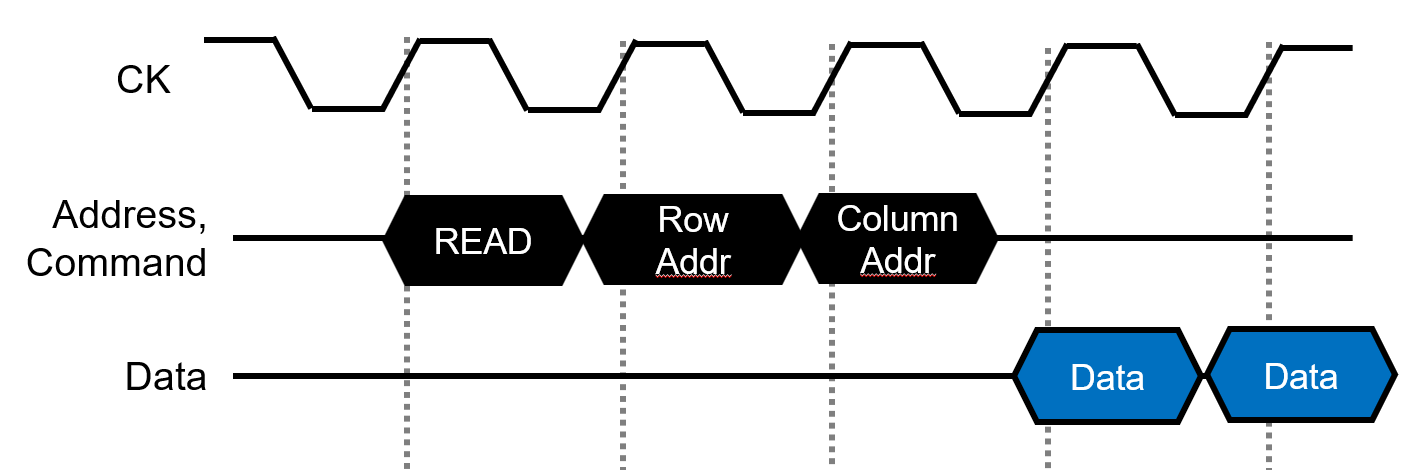 CK
Address,
Command
READ
Row
Addr
Column
Addr
Data
Data
Data